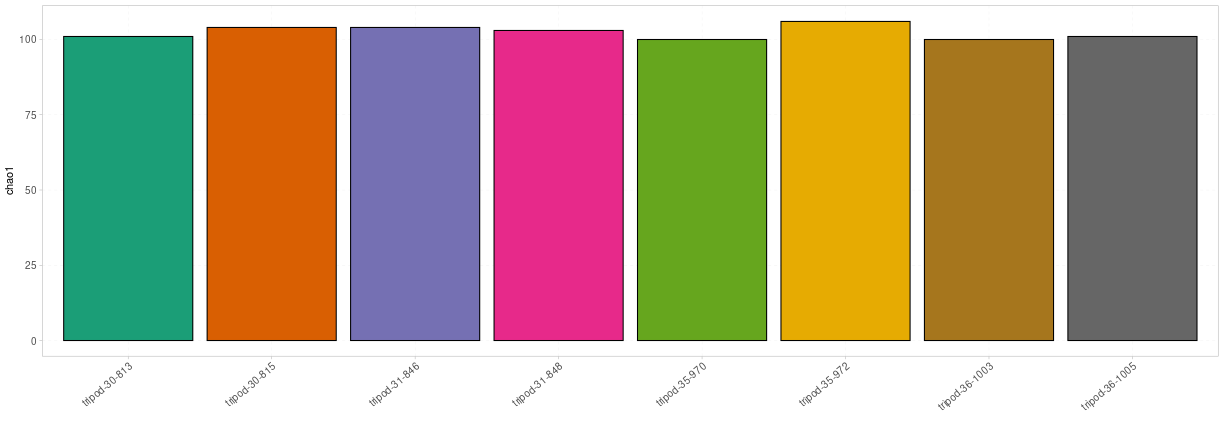 chao1
100
75
50
25
0
tripod-30-813
tripod-30-815
tripod-31-846
tripod-31-848
tripod-35-970
tripod-35-972
tripod-36-1003
tripod-36-1005